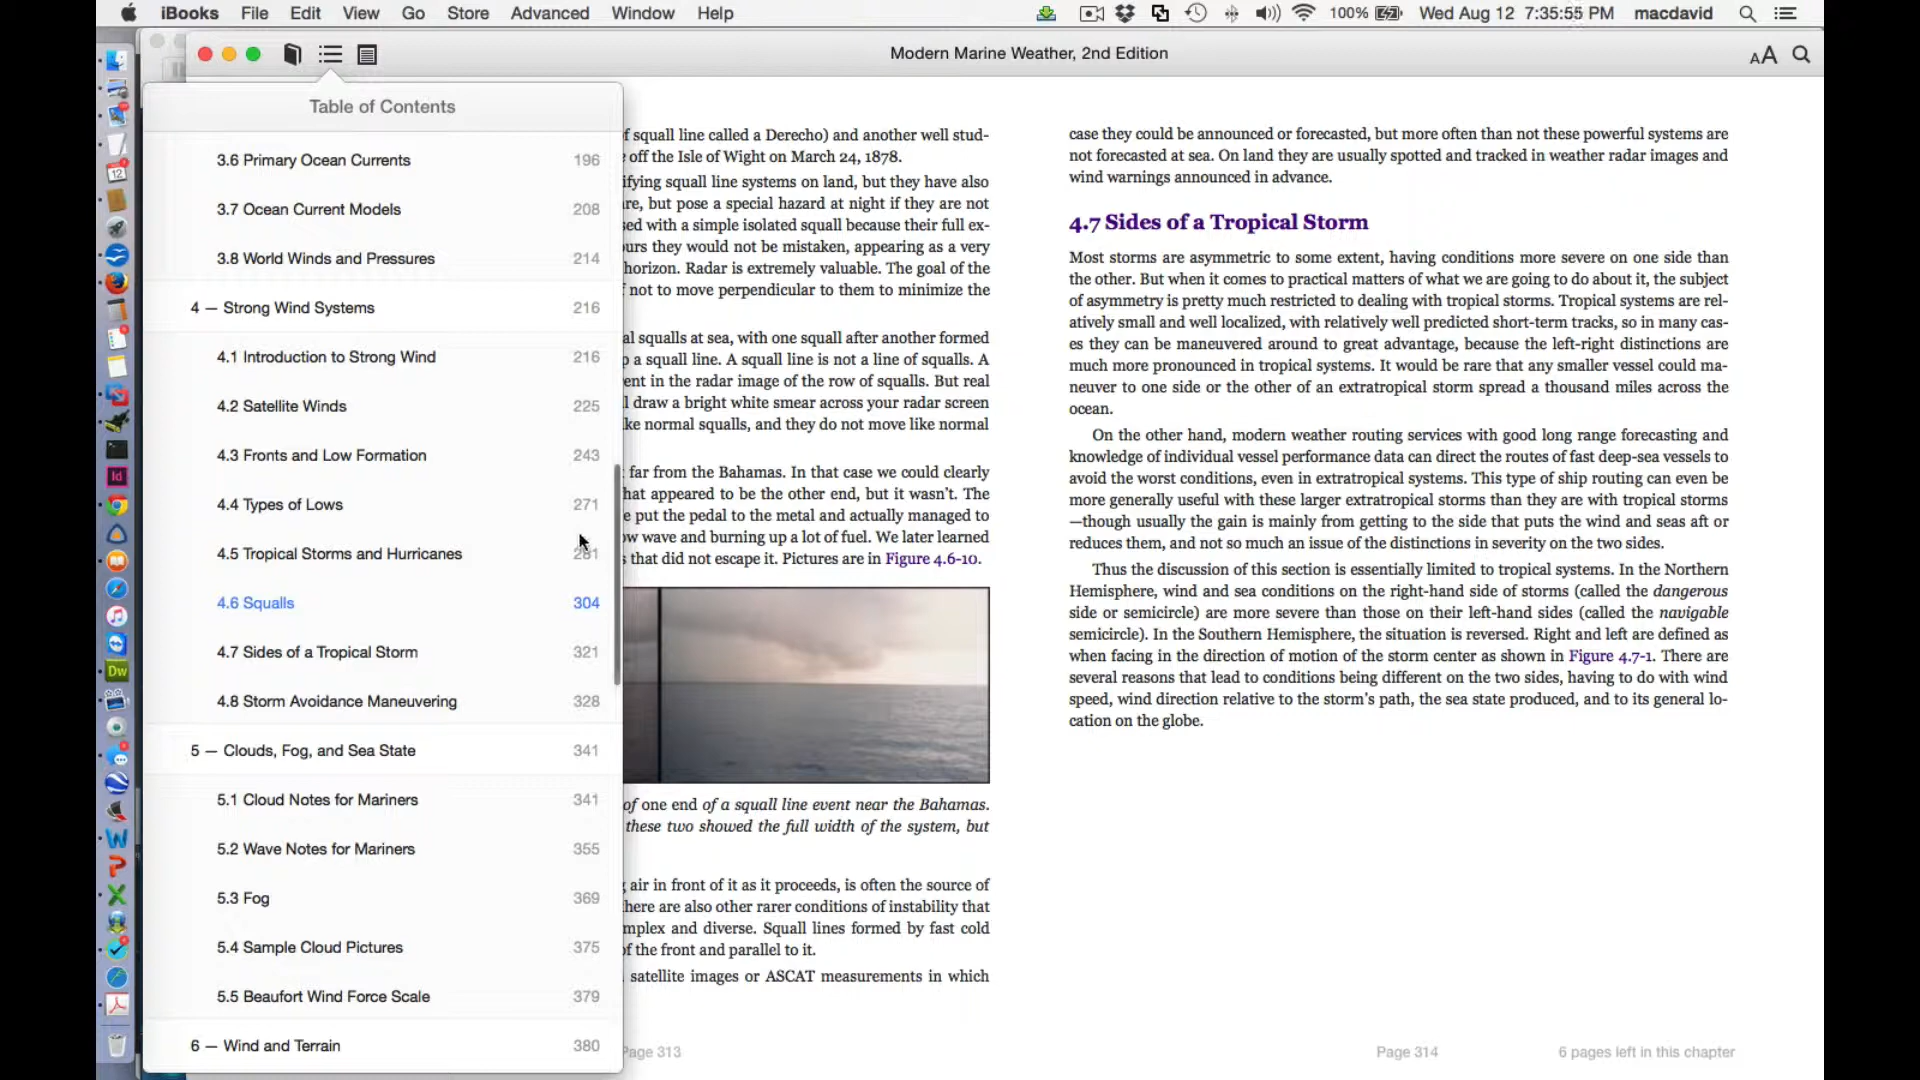 iBooks File Edit View Go Store Overview Advanced Window Help 100% Wed Aug 12 7:35:55 PM macdavid
Modern Marine Weather, 2nd Edition
AA
Table of Contents
3.6 Primary Ocean Currents 196
3.7 Ocean Current Models 208
3.8 World Winds and Pressures 214
4 — Strong Wind Systems 216
4.1 Introduction to Strong Wind 216
4.2 Satellite Winds 225
4.3 Fronts and Low Formation 243
4.4 Types of Lows 271
4.5 Tropical Storms and Hurricanes 281
4.6 Squalls 304
4.7 Sides of a Tropical Storm 321
4.8 Storm Avoidance Maneuvering 328
5 — Clouds, Fog, and Sea State 341
5.1 Cloud Notes for Mariners 341
5.2 Wave Notes for Mariners 355
5.3 Fog 369
5.4 Sample Cloud Pictures 375
5.5 Beaufort Wind Force Scale 379
6 — Wind and Terrain 380
f squall line called a Derecho) and another well stud-
off the Isle of Wight on March 24, 1878.
ifying squall line systems on land, but they have also
re, but pose a special hazard at night if they are not
sed with a simple isolated squall because their full ex-
urs they would not be mistaken, appearing as a very
horizon. Radar is extremely valuable. The goal of the
not to move perpendicular to them to minimize the
al squalls at sea, with one squall after another formed
p a squall line. A squall line is not a line of squalls. A
ent in the radar image of the row of squalls. But real
l draw a bright white smear across your radar screen
ke normal squalls, and they do not move like normal
far from the Bahamas. In that case we could clearly
hat appeared to be the other end, but it wasn't. The
e put the pedal to the metal and actually managed to
ow wave and burning up a lot of fuel. We later learned
s that did not escape it. Pictures are in Figure 4.6-10.
of one end of a squall line event near the Bahamas.
these two showed the full width of the system, but
g air in front of it as it proceeds, is often the source of
here are also other rarer conditions of instability that
mplex and diverse. Squall lines formed by fast cold
of the front and parallel to it.
satellite images or ASCAT measurements in which
Page 313
case they could be announced or forecasted, but more often than not these powerful systems are
not forecasted at sea. On land they are usually spotted and tracked in weather radar images and
wind warnings announced in advance.
4.7 Sides of a Tropical Storm
Most storms are asymmetric to some extent, having conditions more severe on one side than
the other. But when it comes to practical matters of what we are going to do about it, the subject
of asymmetry is pretty much restricted to dealing with tropical storms. Tropical systems are rel-
atively small and well localized, with relatively well predicted short-term tracks, so in many cas-
es they can be maneuvered around to great advantage, because the left-right distinctions are
much more pronounced in tropical systems. It would be rare that any smaller vessel could ma-
neuver to one side or the other of an extratropical storm spread a thousand miles across the
ocean.
On the other hand, modern weather routing services with good long range forecasting and
knowledge of individual vessel performance data can direct the routes of fast deep-sea vessels to
avoid the worst conditions, even in extratropical systems. This type of ship routing can even be
more generally useful with these larger extratropical storms than they are with tropical storms
—though usually the gain is mainly from getting to the side that puts the wind and seas aft or
reduces them, and not so much an issue of the distinctions in severity on the two sides.
Thus the discussion of this section is essentially limited to tropical systems. In the Northern
Hemisphere, wind and sea conditions on the right-hand side of storms (called the dangerous
side or semicircle) are more severe than those on their left-hand sides (called the navigable
semicircle). In the Southern Hemisphere, the situation is reversed. Right and left are defined as
when facing in the direction of motion of the storm center as shown in Figure 4.7-1. There are
several reasons that lead to conditions being different on the two sides, having to do with wind
speed, wind direction relative to the storm's path, the sea state produced, and to its general lo-
cation on the globe.
Page 314
6 pages left in this chapter